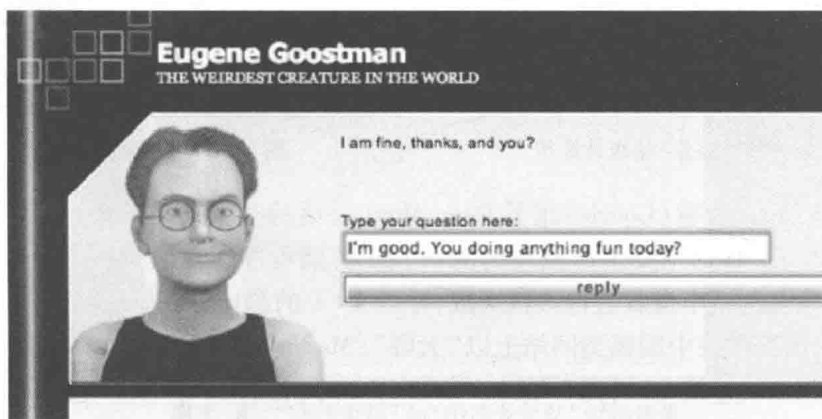 Eugene Goostman
THE WEIRDEST CREATURE IN THE WORLD
I am fine, thanks, and you?
Type your question here:
I'm good. You doing anything fun today?
reply